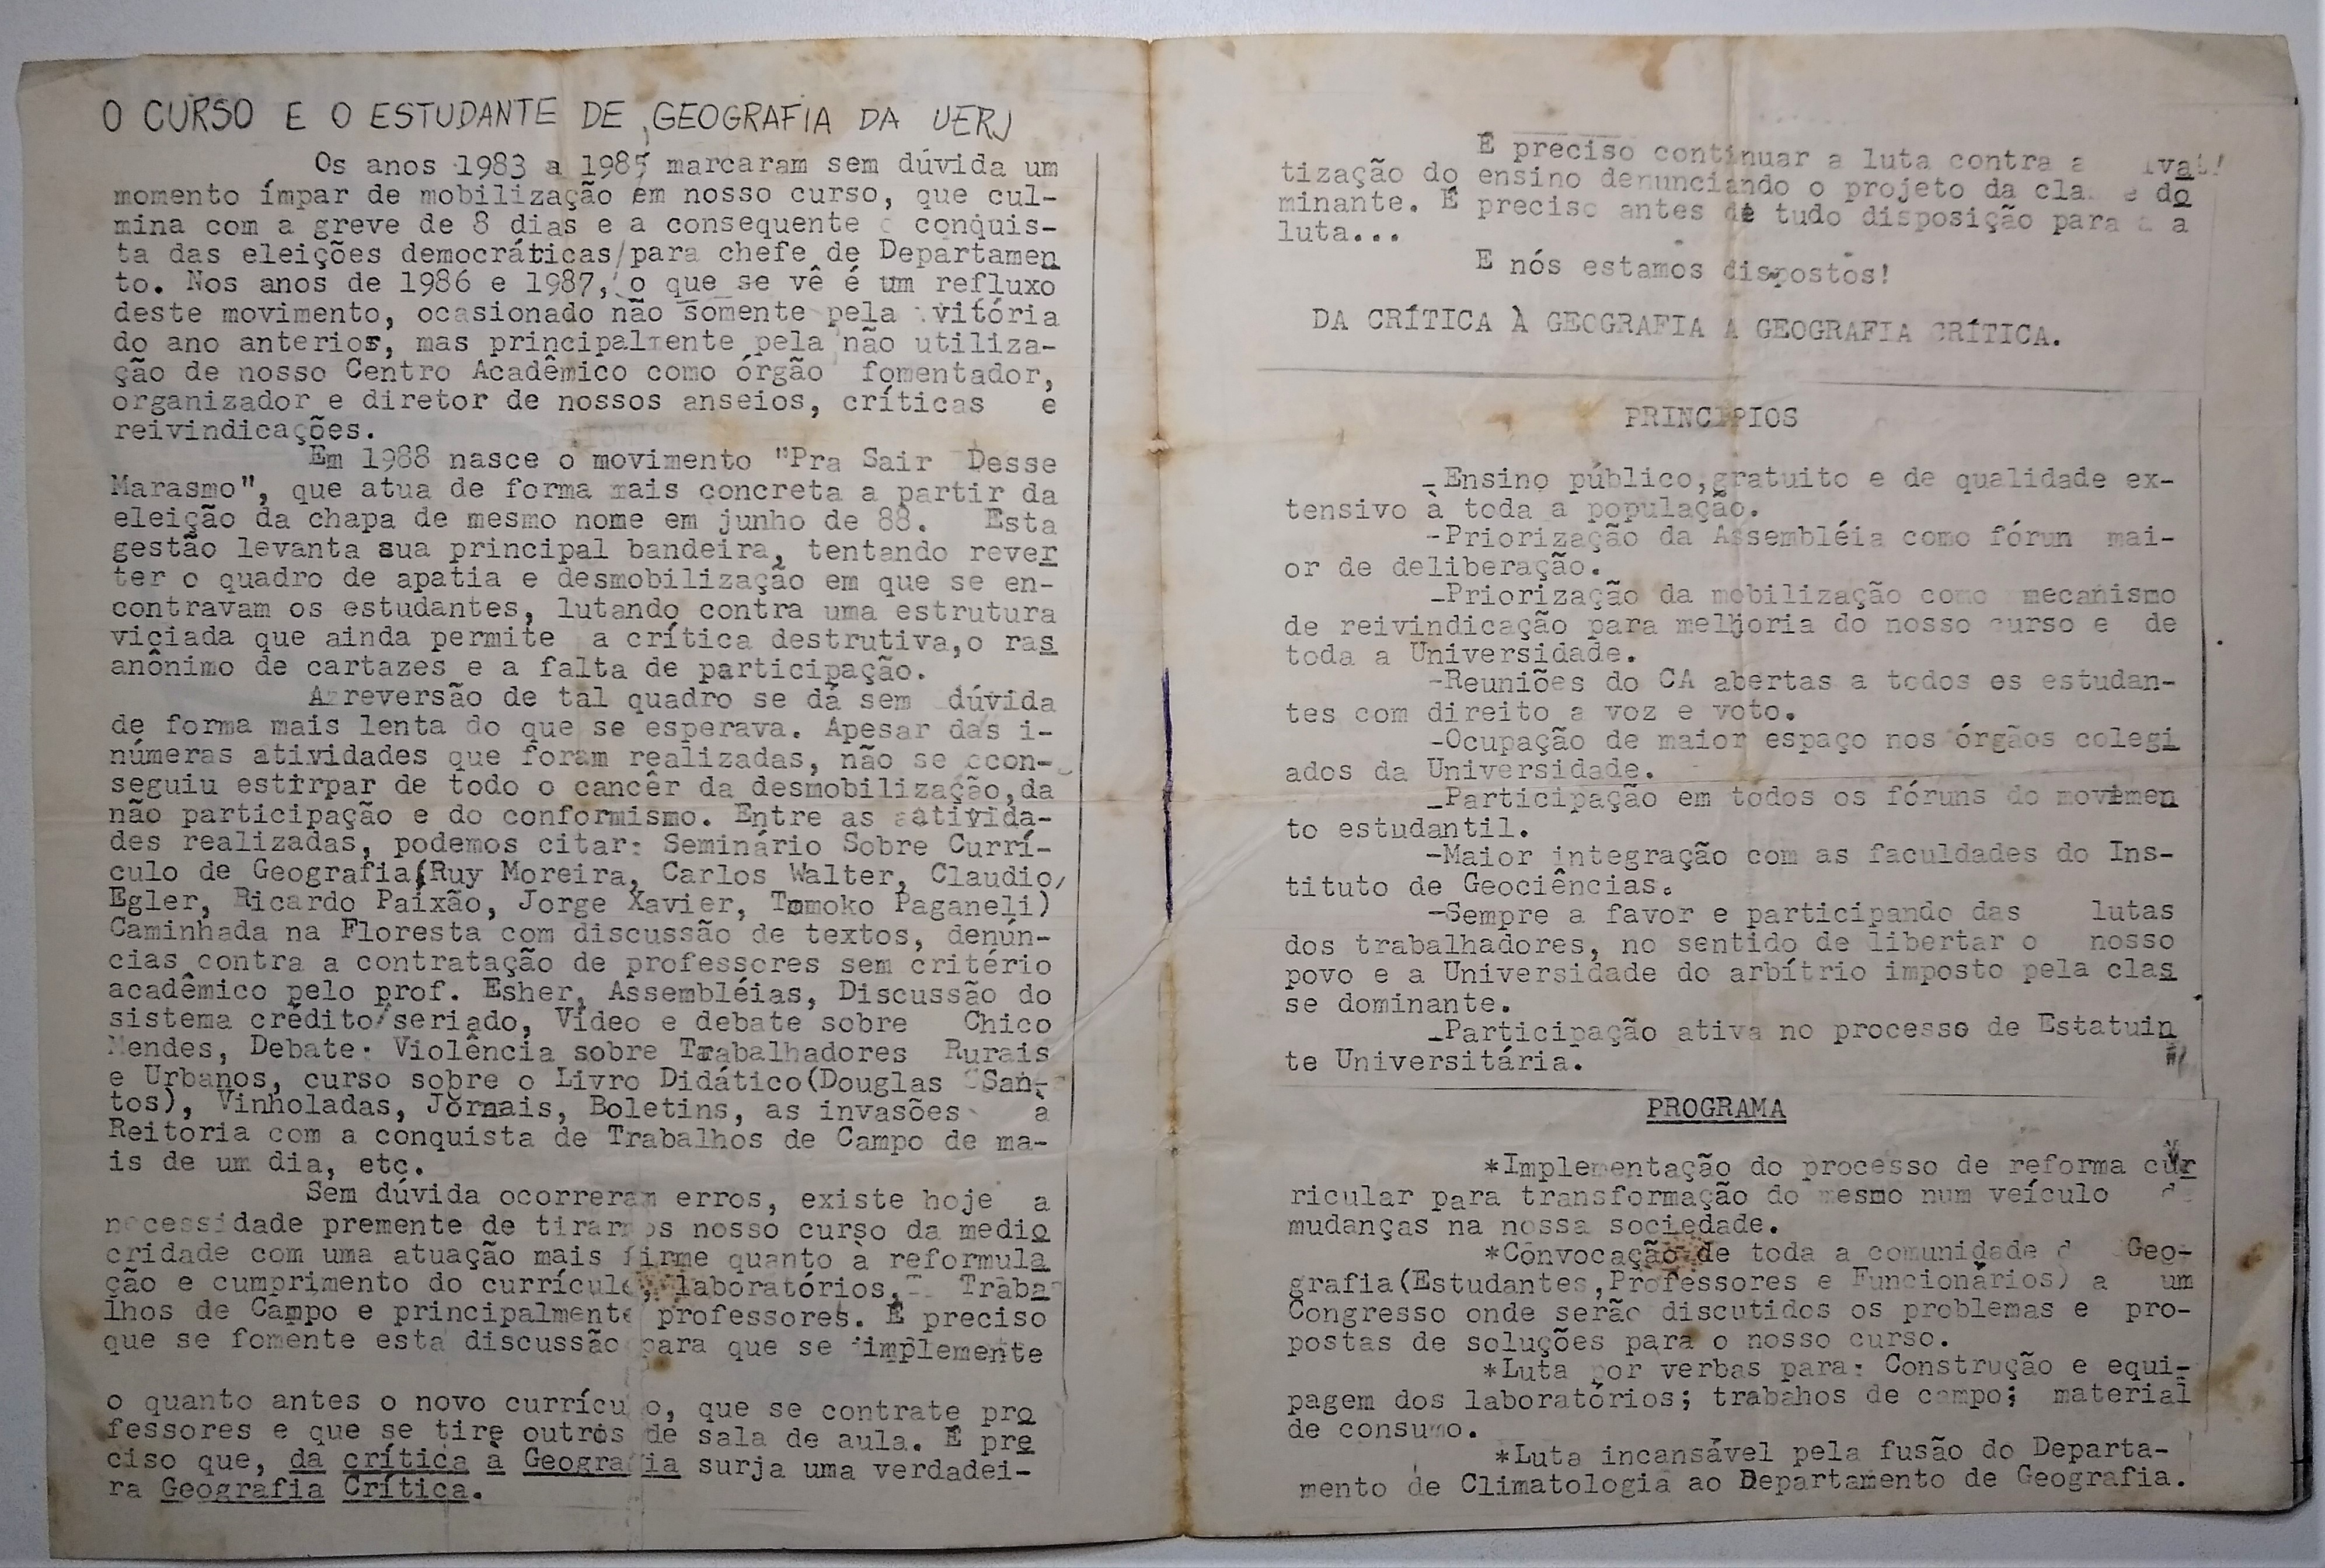 O CURSO E O ESTUDANTE DE GEOGRAFIA DA UERJ
Os anos 1983 a 1985 marcaram sem dúvida um
momento ímpar de mobilização em nosso curso, que cul-
mina com a greve de 8 dias e a consequente conquis-
ta das eleições democráticas/para chefe de Departamen
to. Nos anos de 1986 e 1987, o que se vê é um refluxo
deste movimento, ocasionado não somente pela vitória
do ano anterior, mas principalmente pela não utiliza-
ção de nosso Centro Acadêmico como órgão fomentador,
organizador e diretor de nossos anseios, críticas e
reivindicações.
Em 1988 nasce o movimento "Pra Sair Desse
Marasmo", que atua de forma mais concreta a partir da
eleição da chapa de mesmo nome em junho de 88. Esta
gestão levanta sua principal bandeira, tentando rever
ter o quadro de apatia e desmobilização em que se en-
contravam os estudantes, lutando contra uma estrutura
viciada que ainda permite a crítica destrutiva,o ras
anônimo de cartazes e a falta de participação.
A reversão de tal quadro se dá sem dúvida
de forma mais lenta do que se esperava. Apesar das i-
números atividades que foram realizadas, não se con-
seguiu estirpar de todo o cancêr da desmobilização,da
não participação e do conformismo. Entre as ativida-
des realizadas, podemos citar: Seminário Sobre Currí-
culo de Geografia(Ruy Moreira, Carlos Walter, Claudio/
Egler, Ricardo Paixão, Jorge Xavier, Tomoko Paganeli)
Caminhada na Floresta com discussão de textos, denún-
cias contra a contratação de professores sem critério
acadêmico pelo prof. Esher, Assembléias, Discussão do
sistema crédito/seriado, Vídeo e debate sobre Chico
Mendes, Debate: Violência sobre Trabalhadores Rurais
e Urbanos, curso sobre o Livro Didático(Douglas San-
tos), Vinholadas, Jornais, Boletins, as invasões à
Reitoria com a conquista de Trabalhos de Campo de ma-
is de um dia, etc.
Sem dúvida ocorreram erros, existe hoje a
necessidade premente de tirarmos nosso curso da medio
cridade com uma atuação mais firme quanto à reformula
ção e cumprimento do currículo, laboratórios, Traba
lhos de Campo e principalmente professores. É preciso
que se fomente esta discussão para que se implemente
o quanto antes o novo currículo, que se contrate pro
fessores e que se tire outros de sala de aula. É pre
ciso que, da crítica à Geografia surja uma verdadei-
ra Geografia Crítica.
É preciso continuar a luta contra a
tização do ensino denunciando o projeto da classe do
minante. É preciso antes de tudo disposição para a
luta...
E nós estamos dispostos!
DA CRÍTICA À GEOGRAFIA A GEOGRAFIA CRÍTICA.
PRINCIPIOS
-Ensino público,gratuito e de qualidade ex-
tensivo à toda a população.
-Priorização da Assembléia como fórun mai-
or de deliberação.
-Priorização da mobilização como mecanismo
de reivindicação para melhoria do nosso curso e de
toda a Universidade.
-Reuniões do CA abertas a todos os estudan-
tes com direito a voz e voto.
-Ocupação de maior espaço nos órgãos colegi
ados da Universidade.
-Participação em todos os fóruns do movimen
to estudantil.
-Maior integração com as faculdades do Ins-
tituto de Geociências.
-Sempre a favor e participando das lutas
dos trabalhadores, no sentido de libertar o nosso
povo e a Universidade do arbítrio imposto pela clas
se dominante.
-Participação ativa no processo de Estatuin
te Universitária.
PROGRAMA
*Implementação do processo de reforma cur
ricular para transformação do mesmo num veículo de
mudanças na nossa sociedade.
*Convocação de toda a comunidade d Geo-
grafia(Estudantes,Professores e Funcionários) a um
Congresso onde serão discutidos os problemas e pro-
postas de soluções para o nosso curso.
*Luta por verbas para: Construção e equi-
pagem dos laboratórios; trabahos de campo; material
de consumo.
*Luta incansável pela fusão do Departa-
mento de Climatologia ao Departamento de Geografia.